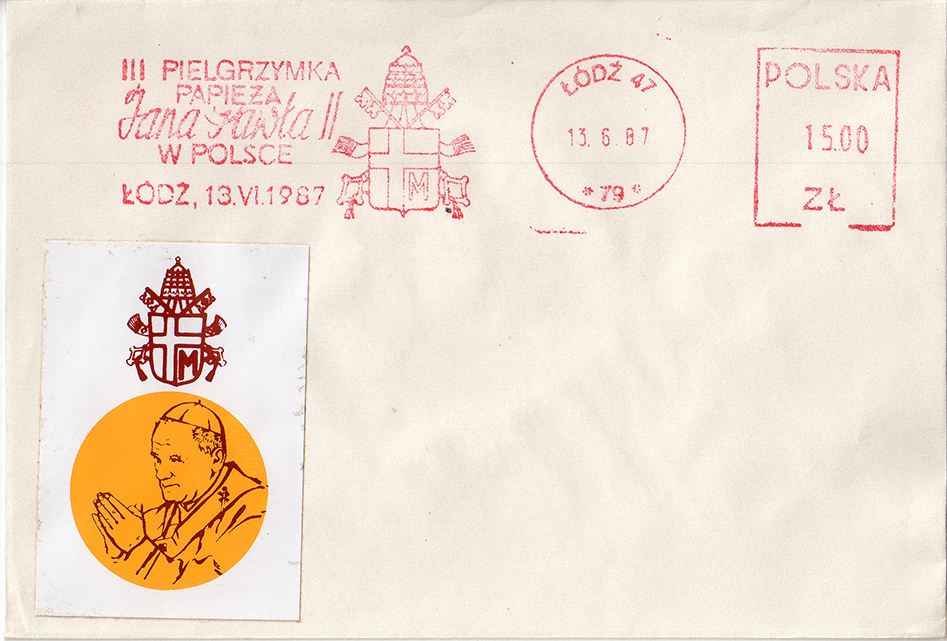 III PIELGRZYMKA
PAPIEŻA
Jana Pawła II
W POLSCE
ŁÓDŹ, 13.VI.1987
M
ŁÓDŹ 47
13.6.87
*79*
POLSKA
15.00
ZŁ
M